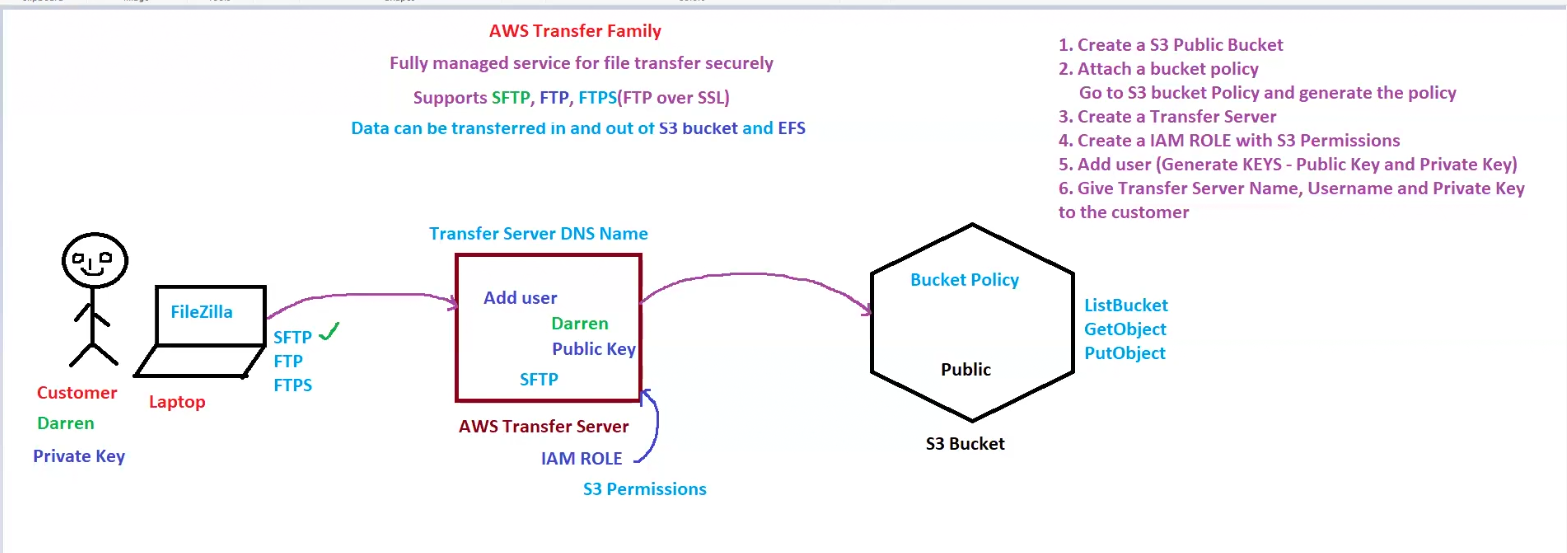 AWS Transfer Family
Fully managed service for file transfer securely
Supports SFTP, FTP, FTPS(FTP over SSL)
Data can be transferred in and out of S3 bucket and EFS
1. Create a S3 Public Bucket
2. Attach a bucket policy
Go to S3 bucket Policy and generate the policy
3. Create a Transfer Server
4. Create a IAM ROLE with S3 Permissions
5. Add user (Generate KEYS - Public Key and Private Key)
6. Give Transfer Server Name, Username and Private Key
to the customer
FileZilla
SFTP
FTP
FTPS
Customer
Darren
Private Key
Laptop
Transfer Server DNS Name
Add user
Darren
Public Key
SFTP
AWS Transfer Server
IAM ROLE
S3 Permissions
Bucket Policy
Public
S3 Bucket
ListBucket
GetObject
PutObject